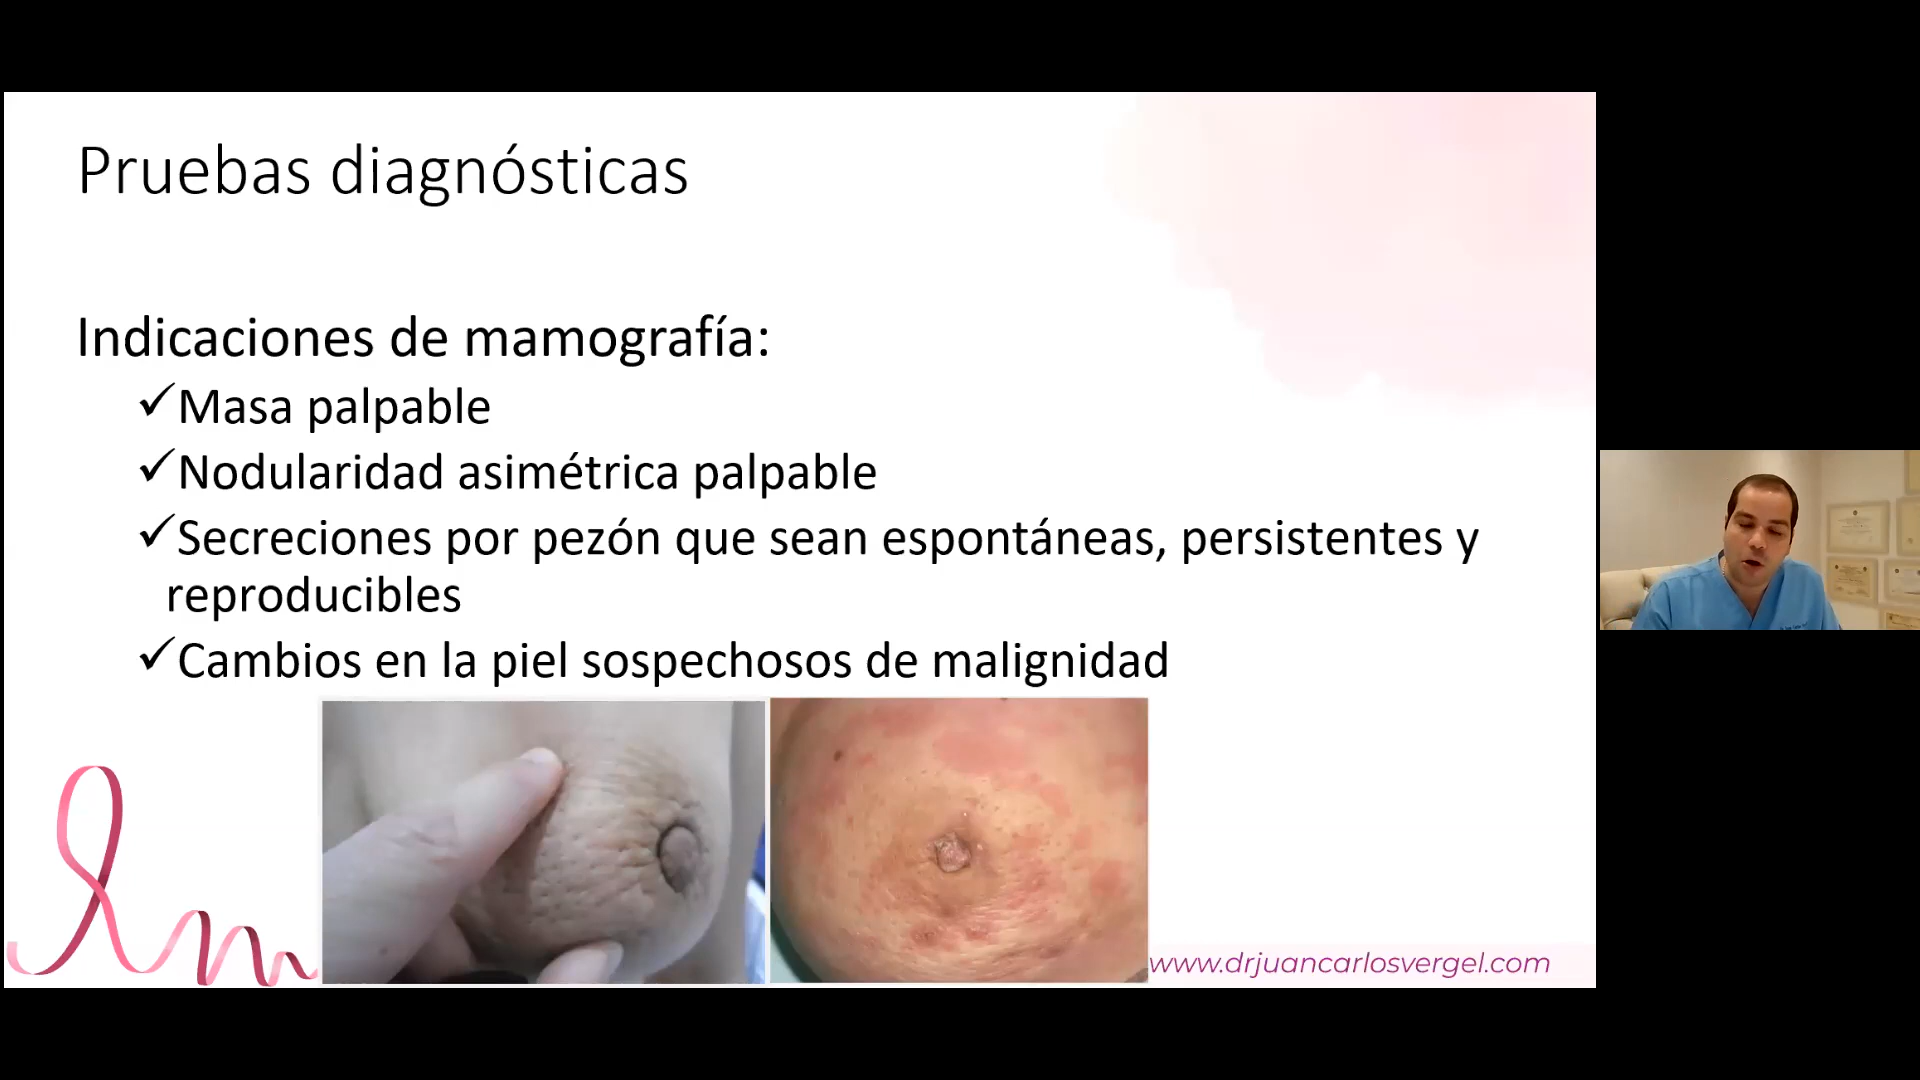 Pruebas diagnósticas
Indicaciones de mamografía:
✓Masa palpable
✓Nodularidad asimétrica palpable
✓Secreciones por pezón que sean espontáneas, persistentes y
reproducibles
✓Cambios en la piel sospechosos de malignidad
www.drjuancarlosvergel.com